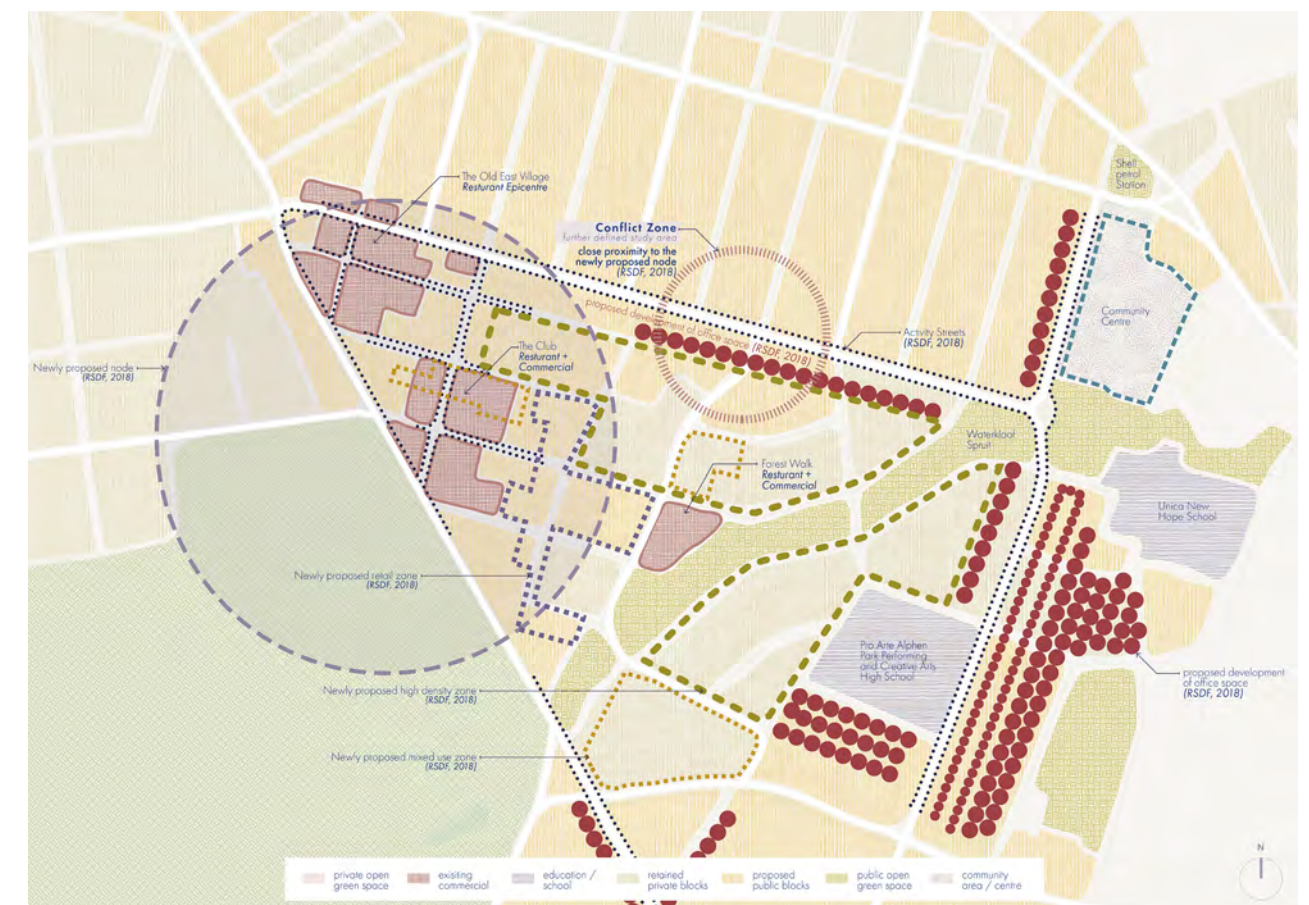 Shell
petrol
Station
The Old East Village
Resturant Epicentre
Conflict Zone
further defined study area
close proximity to the
newly proposed node
(RSDF, 2018)
proposed development of office space (RSDF, 2018)
Community
Centre
Activity Streets
(RSDF, 2018)
The Club
Resturant +
Commercial
Newly proposed node
(RSDF, 2018)
Waterkloof
Spruit
Forest Walk
Resturant +
Commercial
Unica New
Hope School
Newly proposed retail zone
(RSDF, 2018)
Pro Arte Alphen
Park Performing
and Creative Arts
High School
proposed development
of office space
(RSDF, 2018)
Newly proposed high density zone
(RSDF, 2018)
Newly proposed mixed use zone
(RSDF, 2018)
N
private open
green space
existing
commercial
education /
school
retained
private blocks
proposed
public blocks
public open
green space
community
area / centre